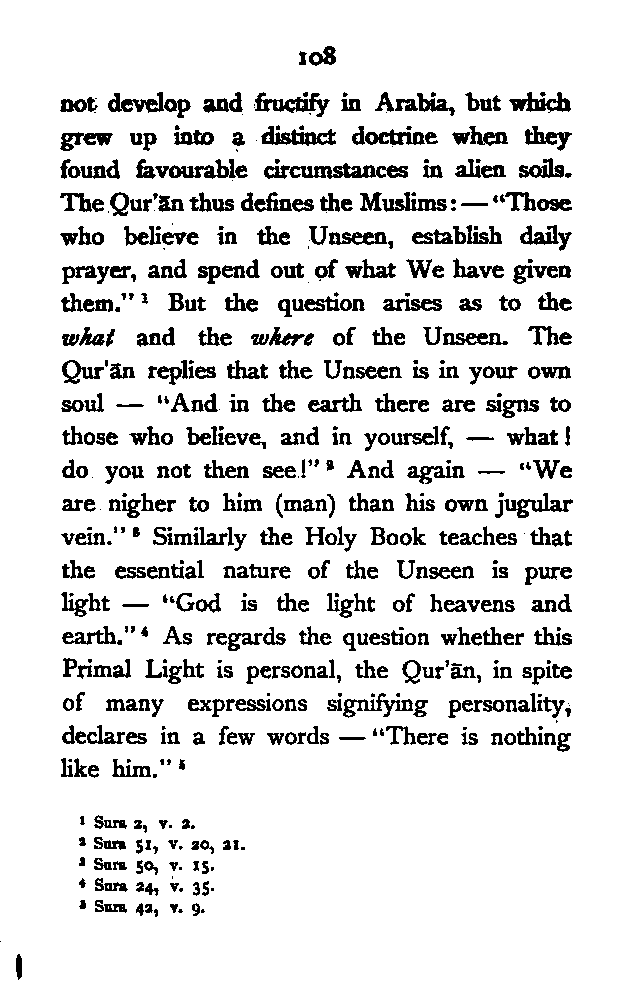 108
not develop and fructify in Arabia, but which
grew up into a distinct doctrine when they
found favourable circumstances in alien soils.
The Qur'ān thus defines the Muslims: — “Those
who believe in the Unseen, establish daily
prayer, and spend out of what We have given
them.” ¹ But the question arises as to the
what and the where of the Unseen. The
Qur'ān replies that the Unseen is in your own
soul — “And in the earth there are signs to
those who believe, and in yourself, — what!
do you not then see!” ² And again — “We
are nigher to him (man) than his own jugular
vein.” ³ Similarly the Holy Book teaches that
the essential nature of the Unseen is pure
light — “God is the light of heavens and
earth.” ⁴ As regards the question whether this
Primal Light is personal, the Qur'ān, in spite
of many expressions signifying personality,
declares in a few words — “There is nothing
like him.” ⁵
¹ Sura 2, v. 2.
² Sura 51, v. 20, 21.
³ Sura 50, v. 15.
⁴ Sura 24, v. 35.
⁵ Sura 42, v. 9.